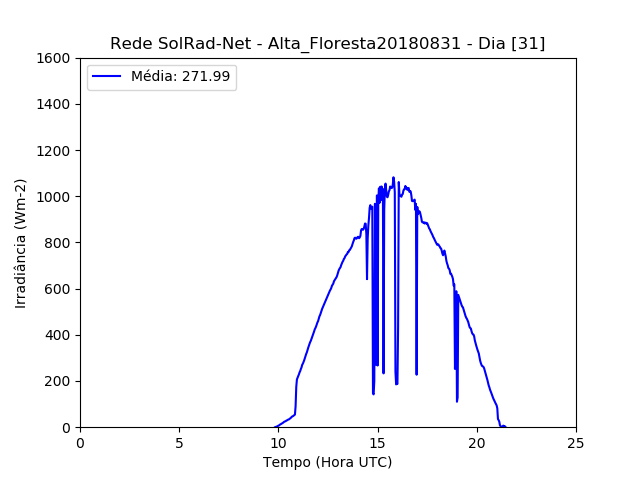 Rede SolRad-Net - Alta_Floresta20180831 - Dia [31]
Média: 271.99
1600
1400
1200
1000
800
600
400
200
0
Irradiância (Wm-2)
0 5 10 15 20 25
Tempo (Hora UTC)